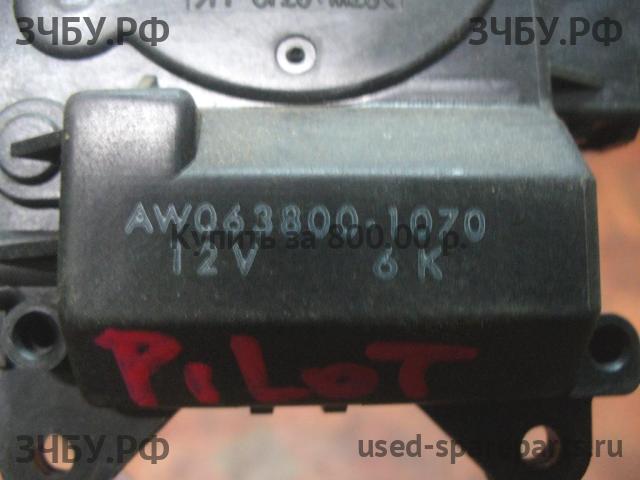 ЗЧБУ.РФ
ЗЧБУ.РФ
AW063800-1070
Купить за 800.00 р.
12V 6K
PiLOT
ЗЧБУ.РФ
used-spareparts.ru